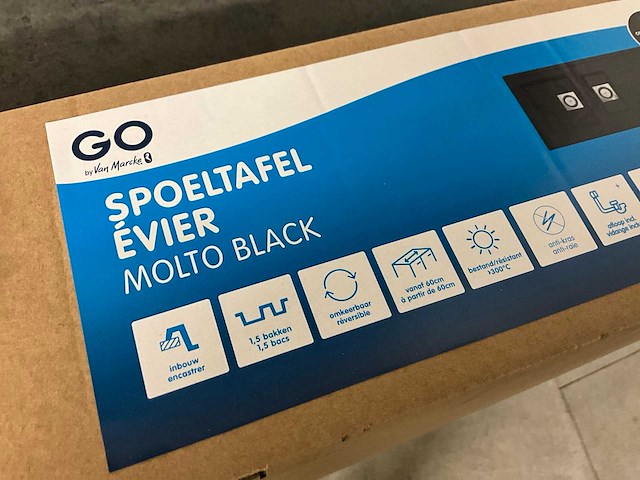 GO
by Van Marcke
SPOELTAFEL
ÉVIER
MOLTO BLACK
inbouw
encastrer
1,5 bakken
1,5 bacs
omkeerbaar
réversible
vanaf 60cm
à partir de 60cm
bestand/résistant
>300°C
anti-kras
anti-raie
afloop incl.
vidange inclu